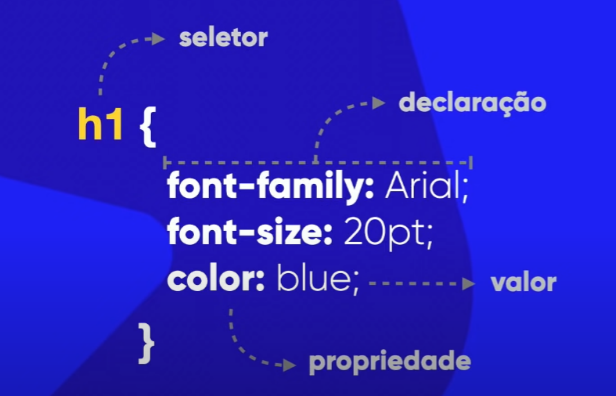 seletor
declaração
h1 {
font-family: Arial;
font-size: 20pt;
color: blue;
valor
}
propriedade